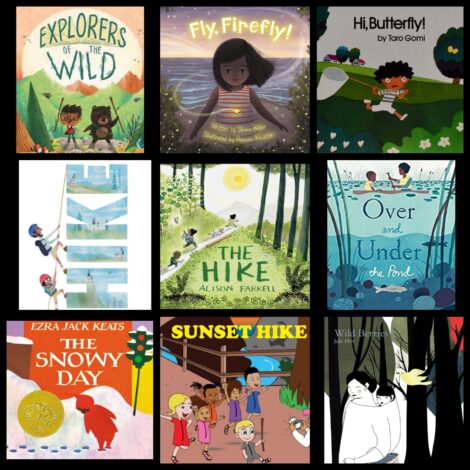 EXPLORERS
OF THE
WILD
Fly, Firefly!
Written by Shana Keller
Hi, Butterfly!
by Taro Gomi
HIKE
THE
HIKE
ALISON FARRELL
Over
and
Under
the Pond
EZRA JACK KEATS
THE
SNOWY
DAY
SUNSET HIKE
Wild Berries
Julie Flett